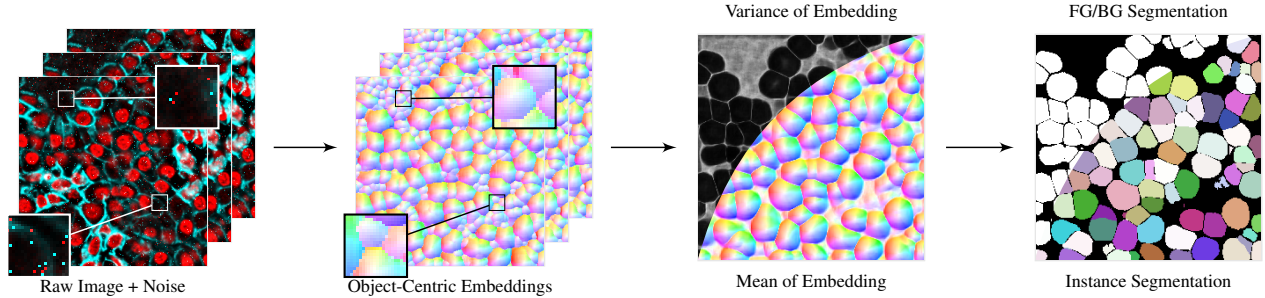 Variance of Embedding
FG/BG Segmentation
Raw Image + Noise
Object-Centric Embeddings
Mean of Embedding
Instance Segmentation